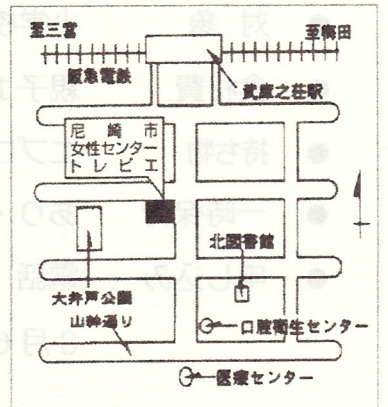 至三宮
至梅田
阪急電鉄
武庫之荘駅
尼崎市
女性センター
トレピエ
北図書館
大井戸公園
山幹通り
口腔衛生センター
医療センター